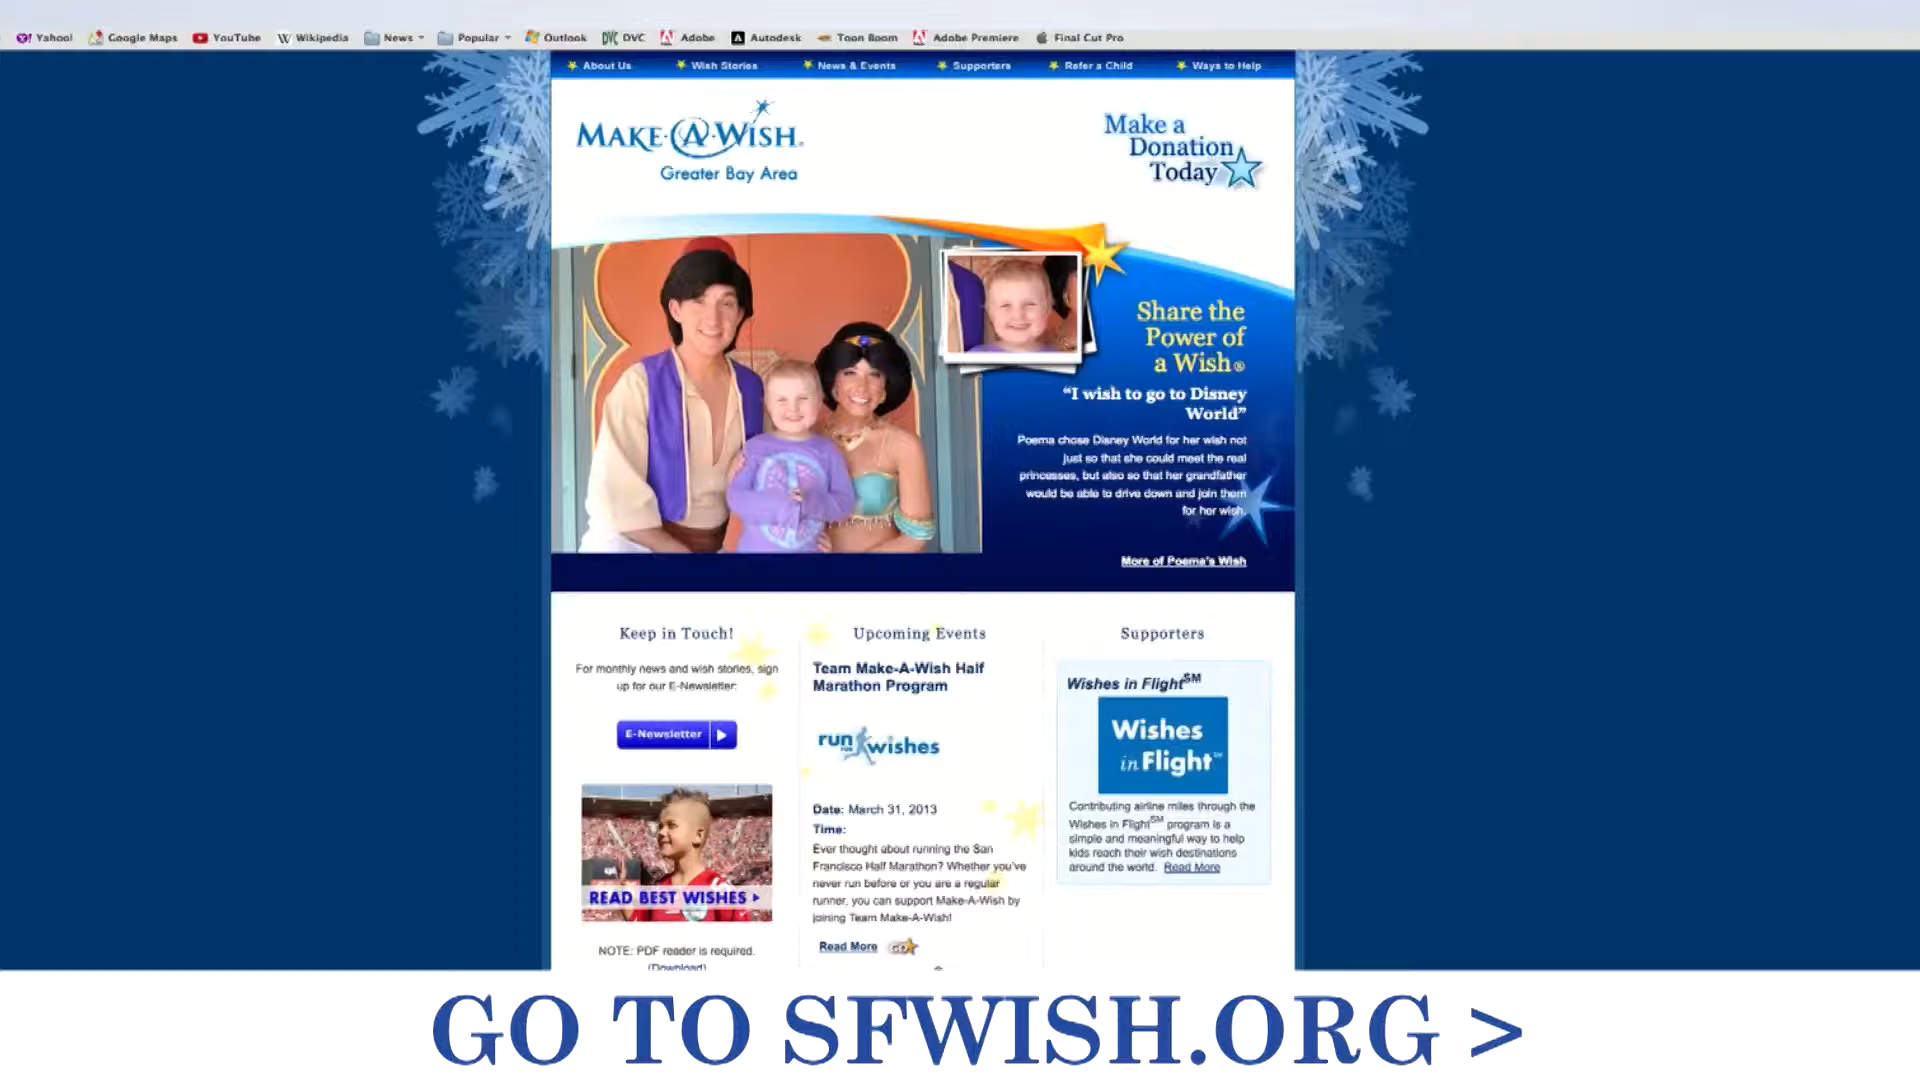 Yahoo! Google Maps YouTube Wikipedia News Popular Outlook DVC DVC Adobe Autodesk Toon Boom Adobe Premiere Final Cut Pro
About Us Wish Stories News & Events Supporters Refer a Child Ways to Help
MAKE·A·WISH®
Greater Bay Area
Make a
Donation
Today
Share the
Power of
a Wish®
“I wish to go to Disney
World”
Poema chose Disney World for her wish not
just so that she could meet the real
princesses, but also so that her grandfather
would be able to drive down and join them
for her wish.
More of Poema's Wish
Keep in Touch!
For monthly news and wish stories, sign
up for our E-Newsletter:
E-Newsletter
READ BEST WISHES
NOTE: PDF reader is required.
(Download)
Upcoming Events
Team Make-A-Wish Half
Marathon Program
run for wishes
Date: March 31, 2013
Time:
Ever thought about running the San
Francisco Half Marathon? Whether you've
never run before or you are a regular
runner, you can support Make-A-Wish by
joining Team Make-A-Wish!
Read More GO
Supporters
Wishes in Flight℠
Wishes
in Flight℠
Contributing airline miles through the
Wishes in Flight℠ program is a
simple and meaningful way to help
kids reach their wish destinations
around the world. Read More
GO TO SFWISH.ORG >